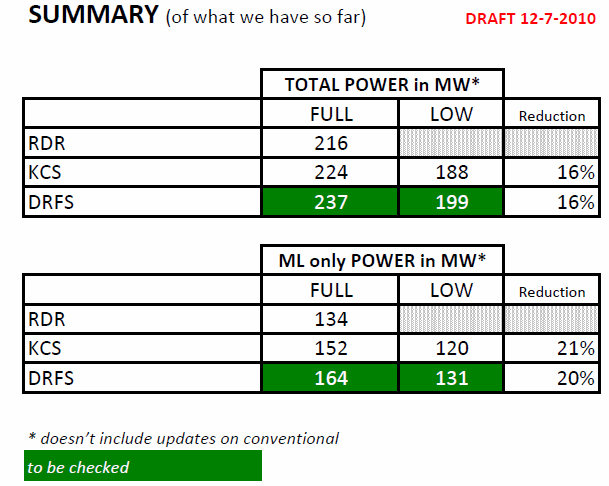 SUMMARY (of what we have so far) DRAFT 12-7-2010
TOTAL POWER in MW*
FULL LOW Reduction
RDR 216
KCS 224 188 16%
DRFS 237 199 16%
ML only POWER in MW*
FULL LOW Reduction
RDR 134
KCS 152 120 21%
DRFS 164 131 20%
* doesn't include updates on conventional
to be checked